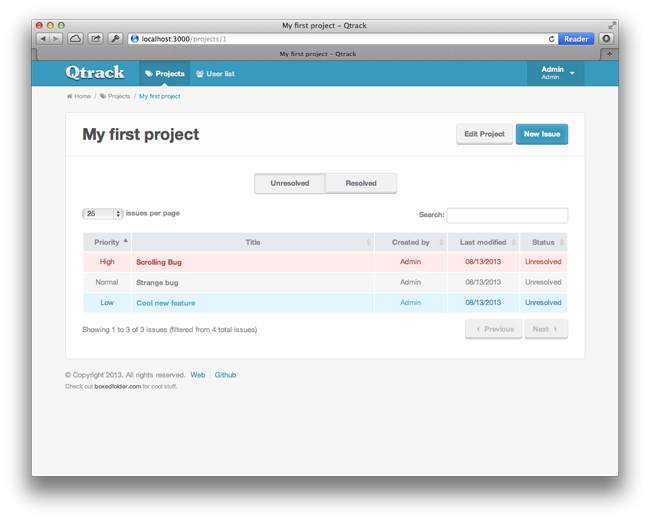 My first project – Qtrack
localhost:3000/projects/1
Reader
My first project – Qtrack
Qtrack
Projects
User list
Admin
Admin
Home / Projects / My first project
My first project
Edit Project
New Issue
Unresolved
Resolved
25 issues per page
Search:
Priority Title Created by Last modified Status
High Scrolling Bug Admin 08/13/2013 Unresolved
Normal Strange bug Admin 08/13/2013 Unresolved
Low Cool new feature Admin 08/13/2013 Unresolved
Showing 1 to 3 of 3 issues (filtered from 4 total issues)
Previous
Next
© Copyright 2013. All rights reserved. Web | Github
Check out boxedfolder.com for cool stuff.